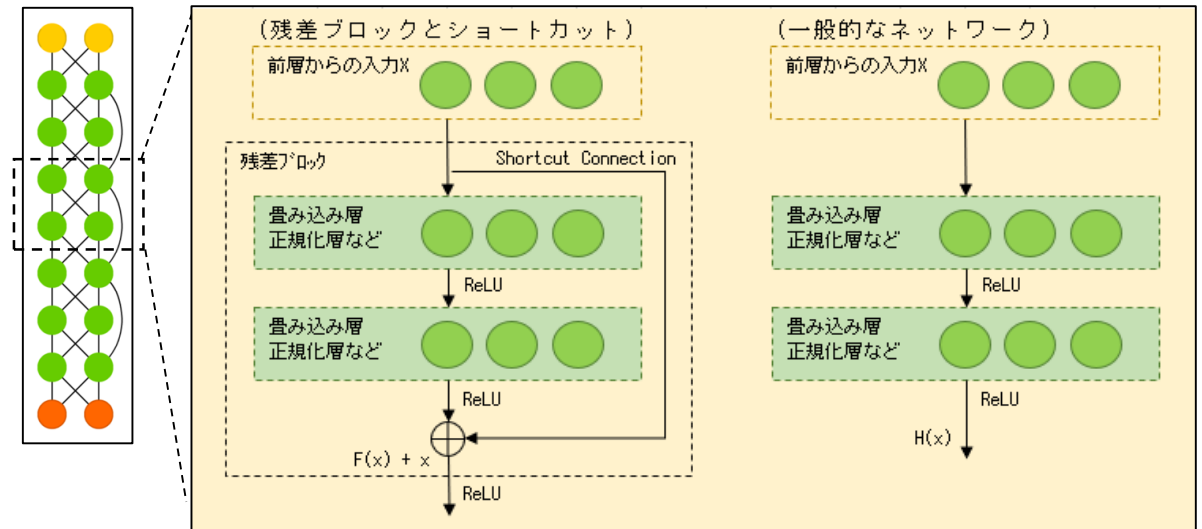 (残差ブロックとショートカット)
前層からの入力X
残差ブロック
Shortcut Connection
畳み込み層
正規化層など
ReLU
畳み込み層
正規化層など
ReLU
F(x) + x
ReLU
(一般的なネットワーク)
前層からの入力X
畳み込み層
正規化層など
ReLU
畳み込み層
正規化層など
ReLU
H(x)